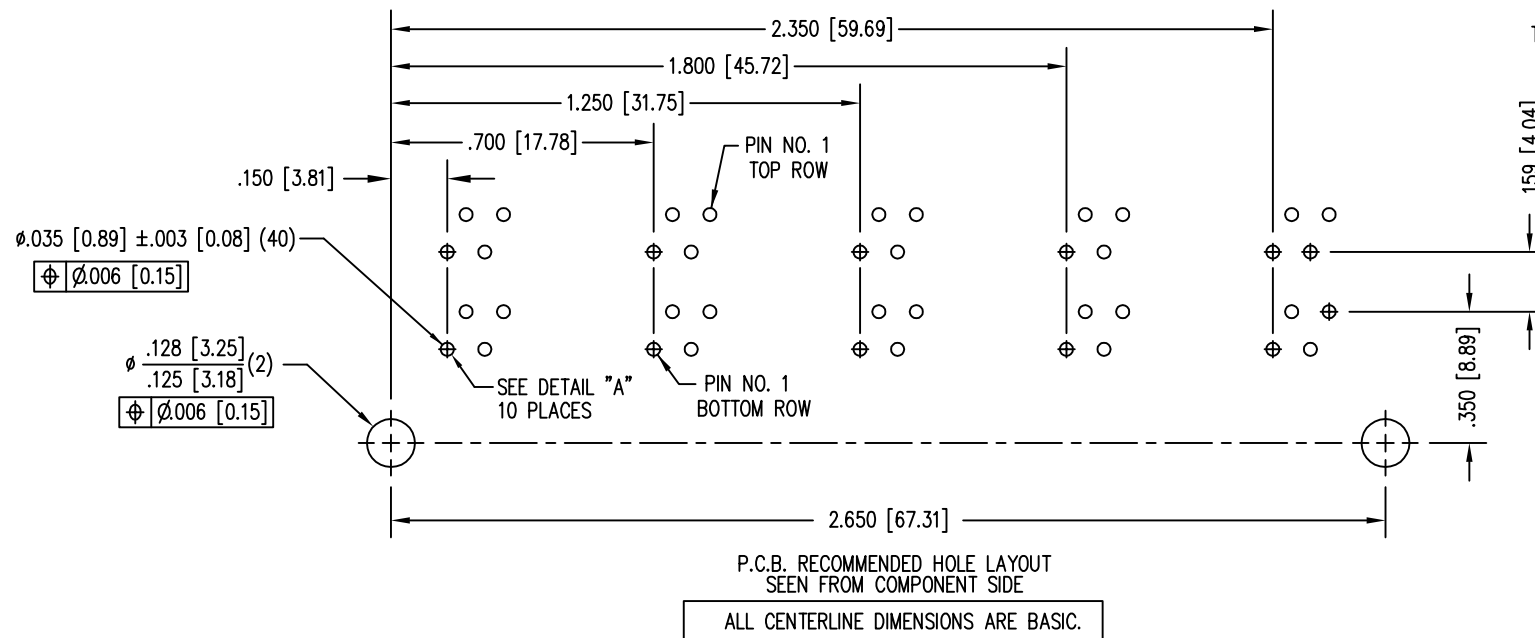 2.350 [59.69]
1.800 [45.72]
1.250 [31.75]
.700 [17.78]
.150 [3.81]
PIN NO. 1
TOP ROW
.159 [4.04]
ø.035 [0.89] ±.003 [0.08] (40)
⌖ Ø.006 [0.15]
ø .128 [3.25]
.125 [3.18]
(2)
⌖ Ø.006 [0.15]
SEE DETAIL "A"
10 PLACES
PIN NO. 1
BOTTOM ROW
.350 [8.89]
2.650 [67.31]
P.C.B. RECOMMENDED HOLE LAYOUT
SEEN FROM COMPONENT SIDE
ALL CENTERLINE DIMENSIONS ARE BASIC.